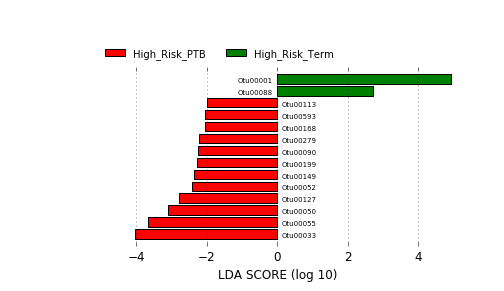 High_Risk_PTB High_Risk_Term
Otu00001
Otu00088
Otu00113
Otu00593
Otu00168
Otu00279
Otu00090
Otu00199
Otu00149
Otu00052
Otu00127
Otu00050
Otu00055
Otu00033
−4 −2 0 2 4
LDA SCORE (log 10)